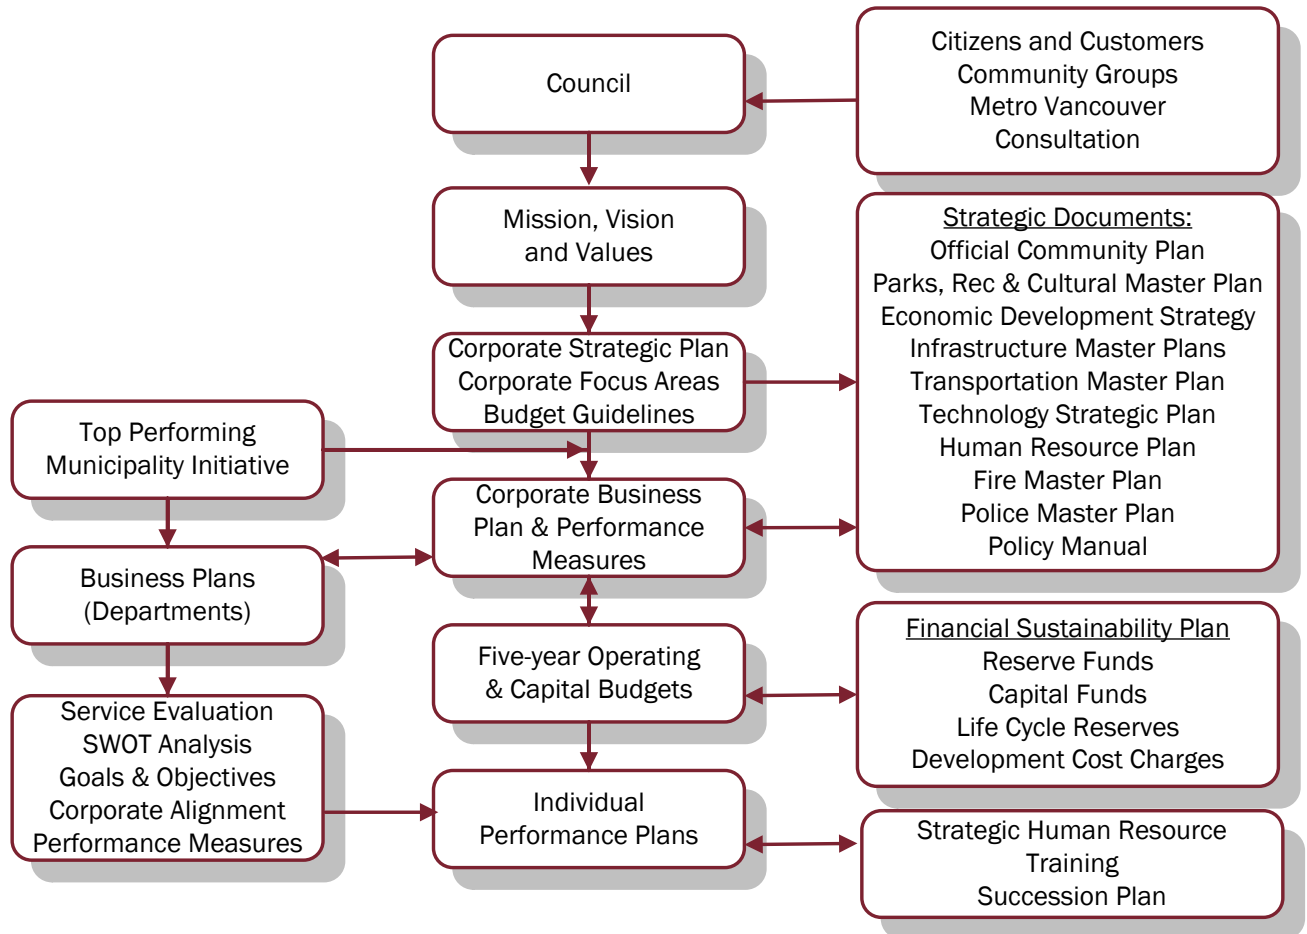 Council
Citizens and Customers
Community Groups
Metro Vancouver
Consultation
Mission, Vision
and Values
Strategic Documents:
Official Community Plan
Parks, Rec & Cultural Master Plan
Economic Development Strategy
Infrastructure Master Plans
Transportation Master Plan
Technology Strategic Plan
Human Resource Plan
Fire Master Plan
Police Master Plan
Policy Manual
Corporate Strategic Plan
Corporate Focus Areas
Budget Guidelines
Top Performing
Municipality Initiative
Corporate Business
Plan & Performance
Measures
Business Plans
(Departments)
Five-year Operating
& Capital Budgets
Financial Sustainability Plan
Reserve Funds
Capital Funds
Life Cycle Reserves
Development Cost Charges
Service Evaluation
SWOT Analysis
Goals & Objectives
Corporate Alignment
Performance Measures
Individual
Performance Plans
Strategic Human Resource
Training
Succession Plan